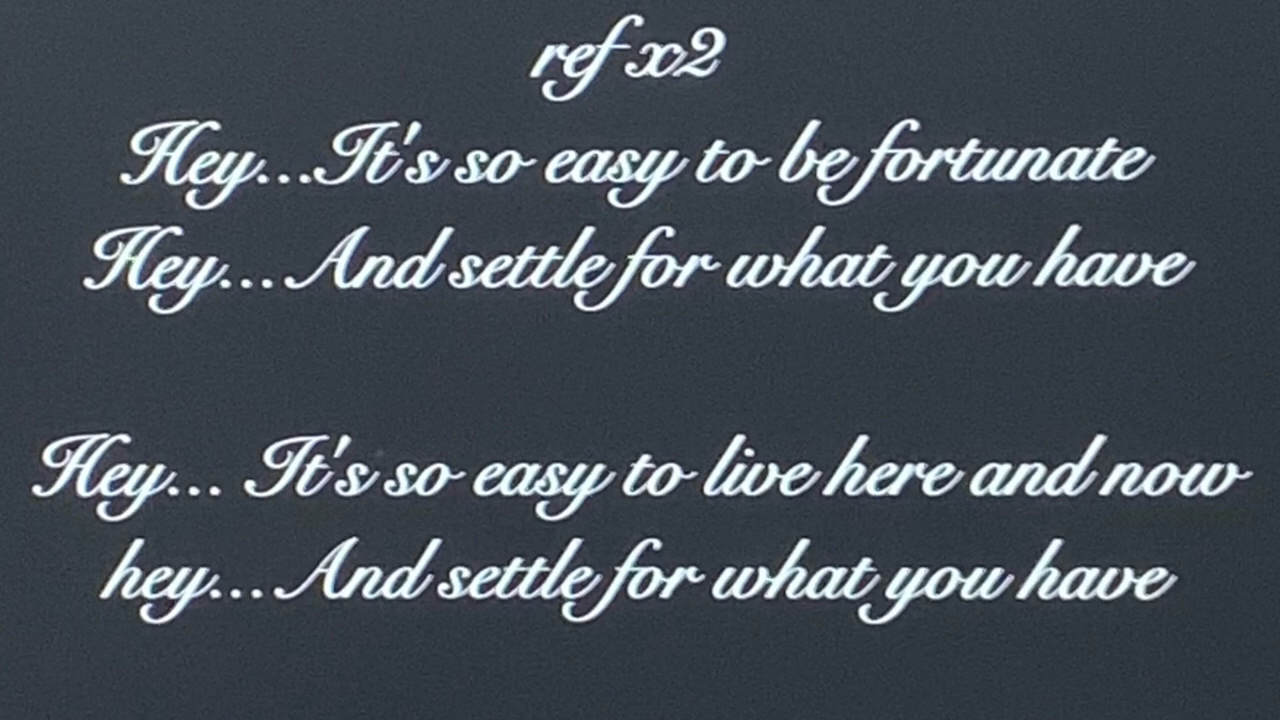 ref x2
Hey...It's so easy to be fortunate
Hey... And settle for what you have
Hey... It's so easy to live here and now
hey... And settle for what you have